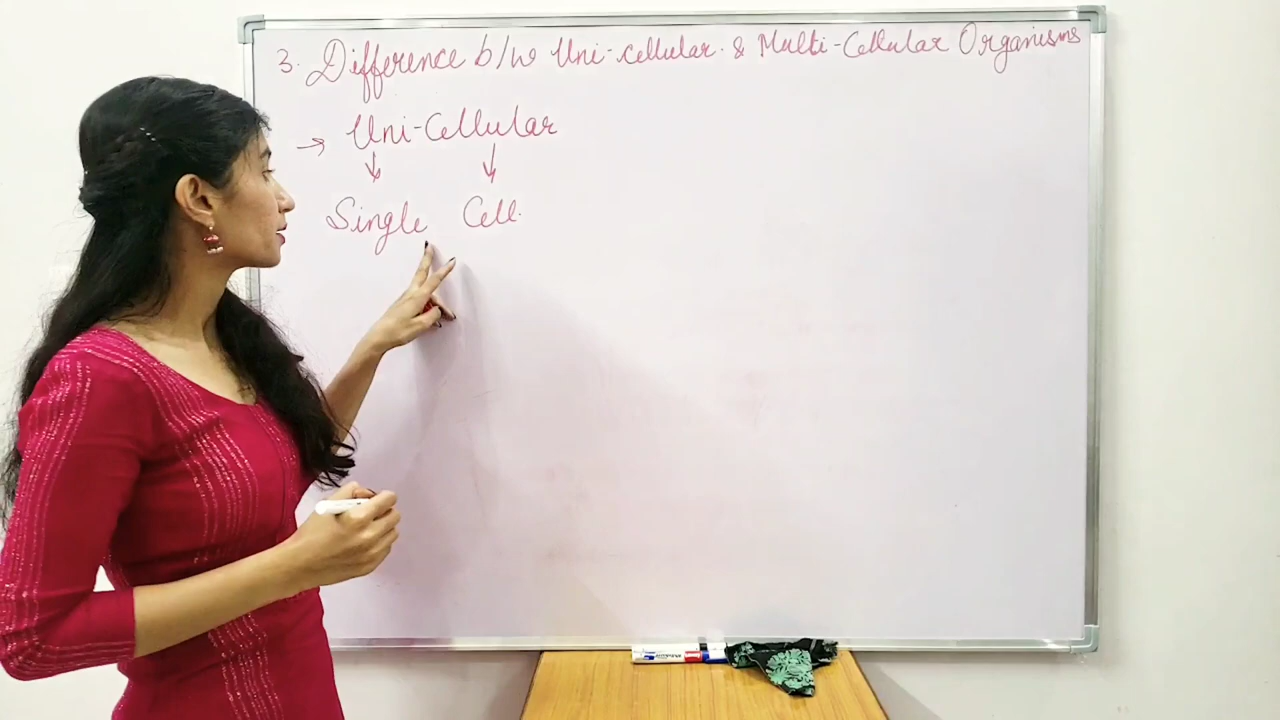 3. Difference b/w Uni-cellular & Multi-Cellular Organisms
→ Uni-Cellular
↓ ↓
Single Cell.